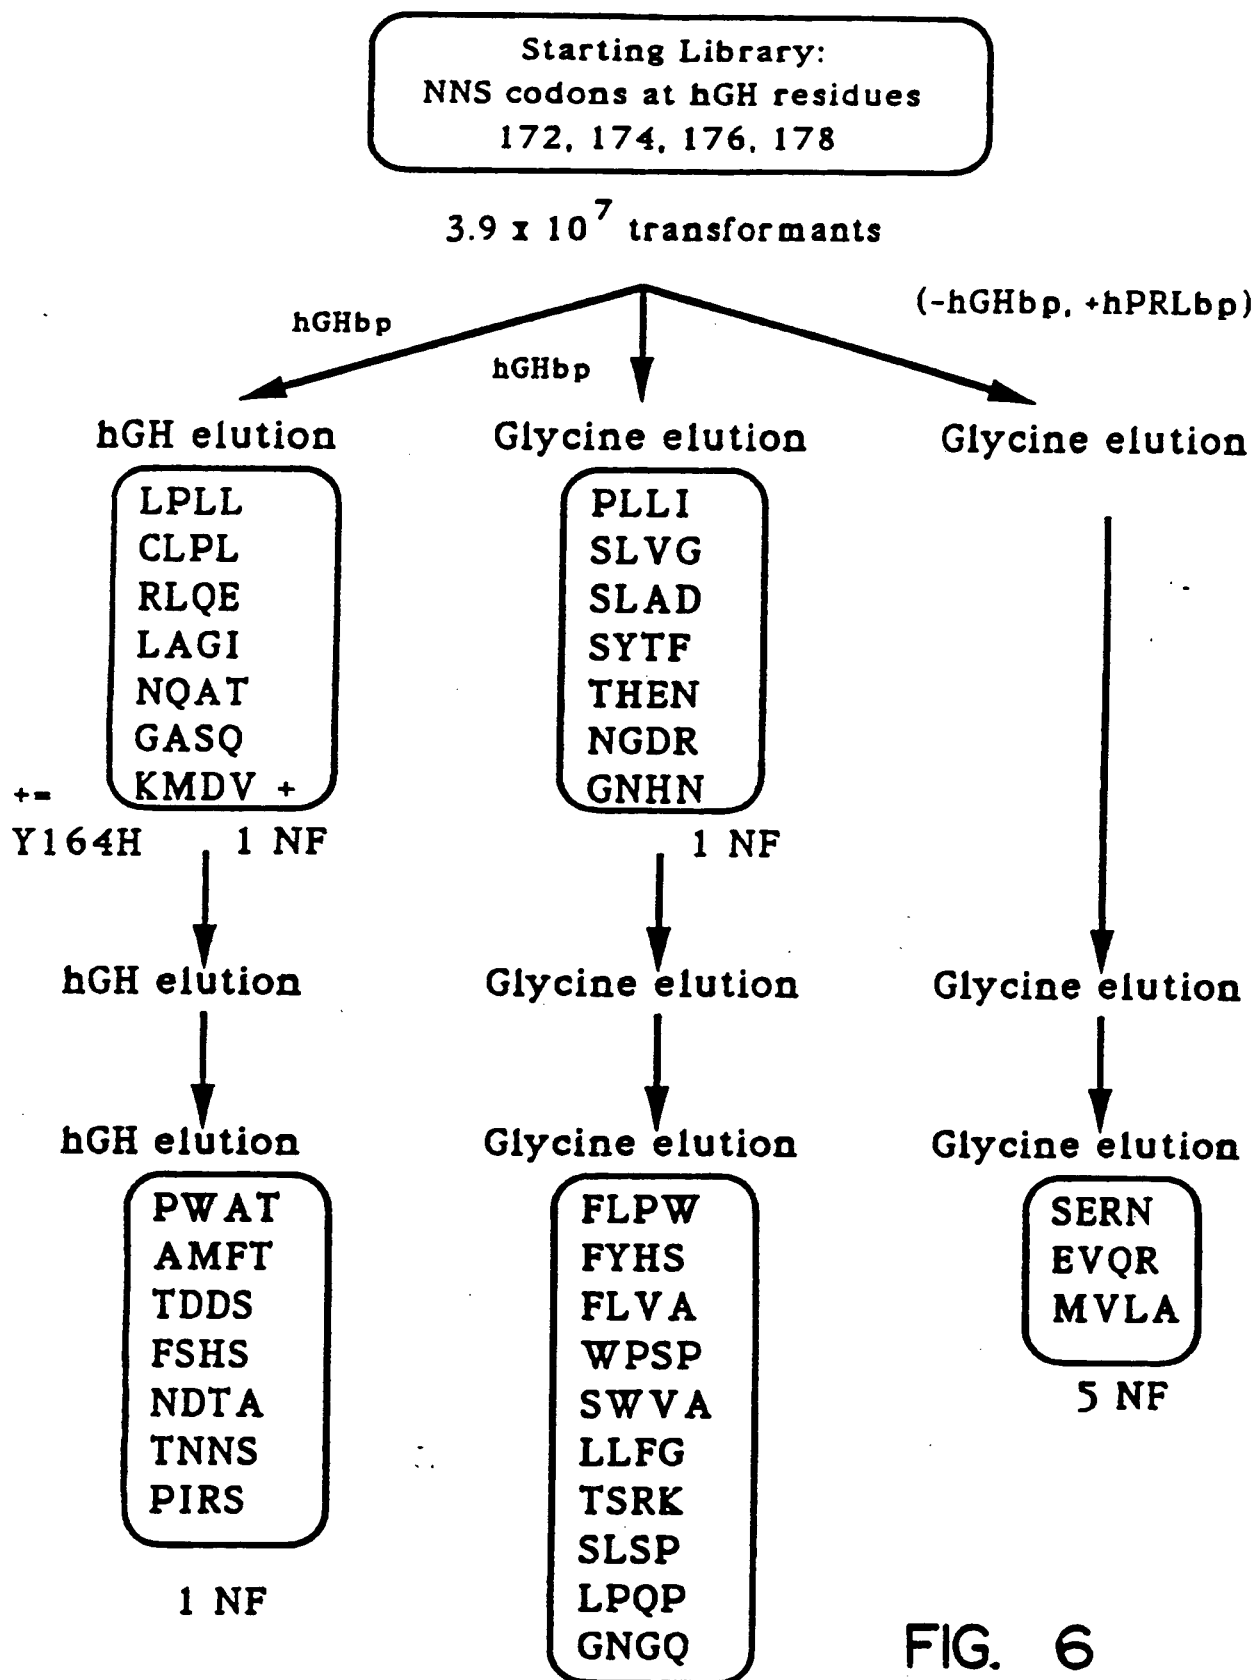 Starting Library:
NNS codons at hGH residues
172, 174, 176, 178
3.9 x 10^7 transformants
hGHbp
hGHbp
(-hGHbp, +hPRLbp)
hGH elution
LPLL
CLPL
RLQE
LAGI
NQAT
GASQ
KMDV +
+=
Y164H
1 NF
hGH elution
hGH elution
PWAT
AMFT
TDDS
FSHS
NDTA
TNNS
PIRS
1 NF
Glycine elution
PLLI
SLVG
SLAD
SYTF
THEN
NGDR
GNHN
1 NF
Glycine elution
Glycine elution
FLPW
FYHS
FLVA
WPSP
SWVA
LLFG
TSRK
SLSP
LPQP
GNGQ
Glycine elution
Glycine elution
Glycine elution
SERN
EVQR
MVLA
5 NF
FIG. 6